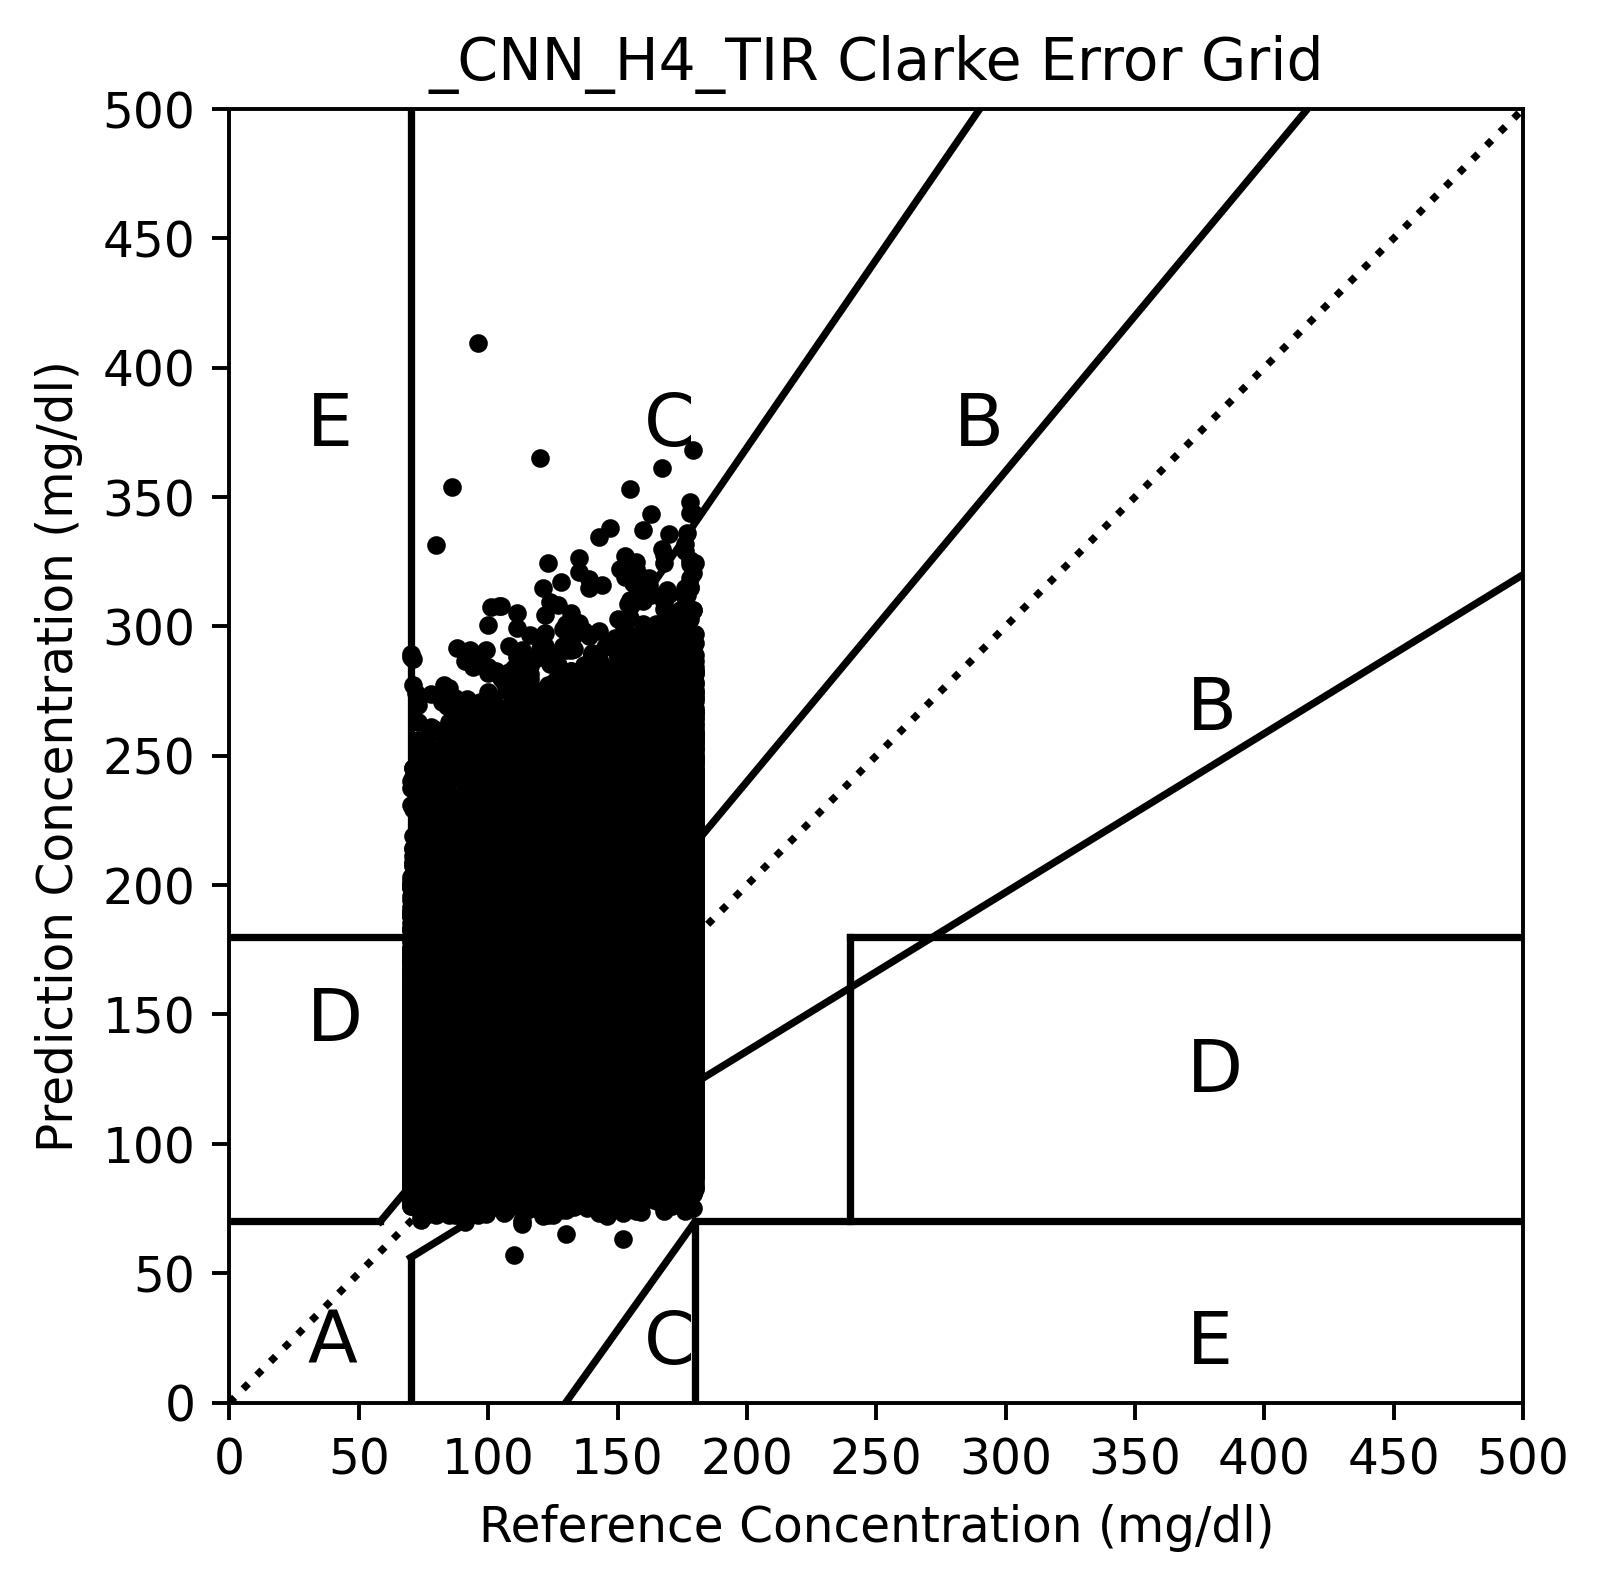 _CNN_H4_TIR Clarke Error Grid
500
450
400
350
300
250
200
150
100
50
0
Prediction Concentration (mg/dl)
E
C
B
B
D
D
A
C
E
0 50 100 150 200 250 300 350 400 450 500
Reference Concentration (mg/dl)